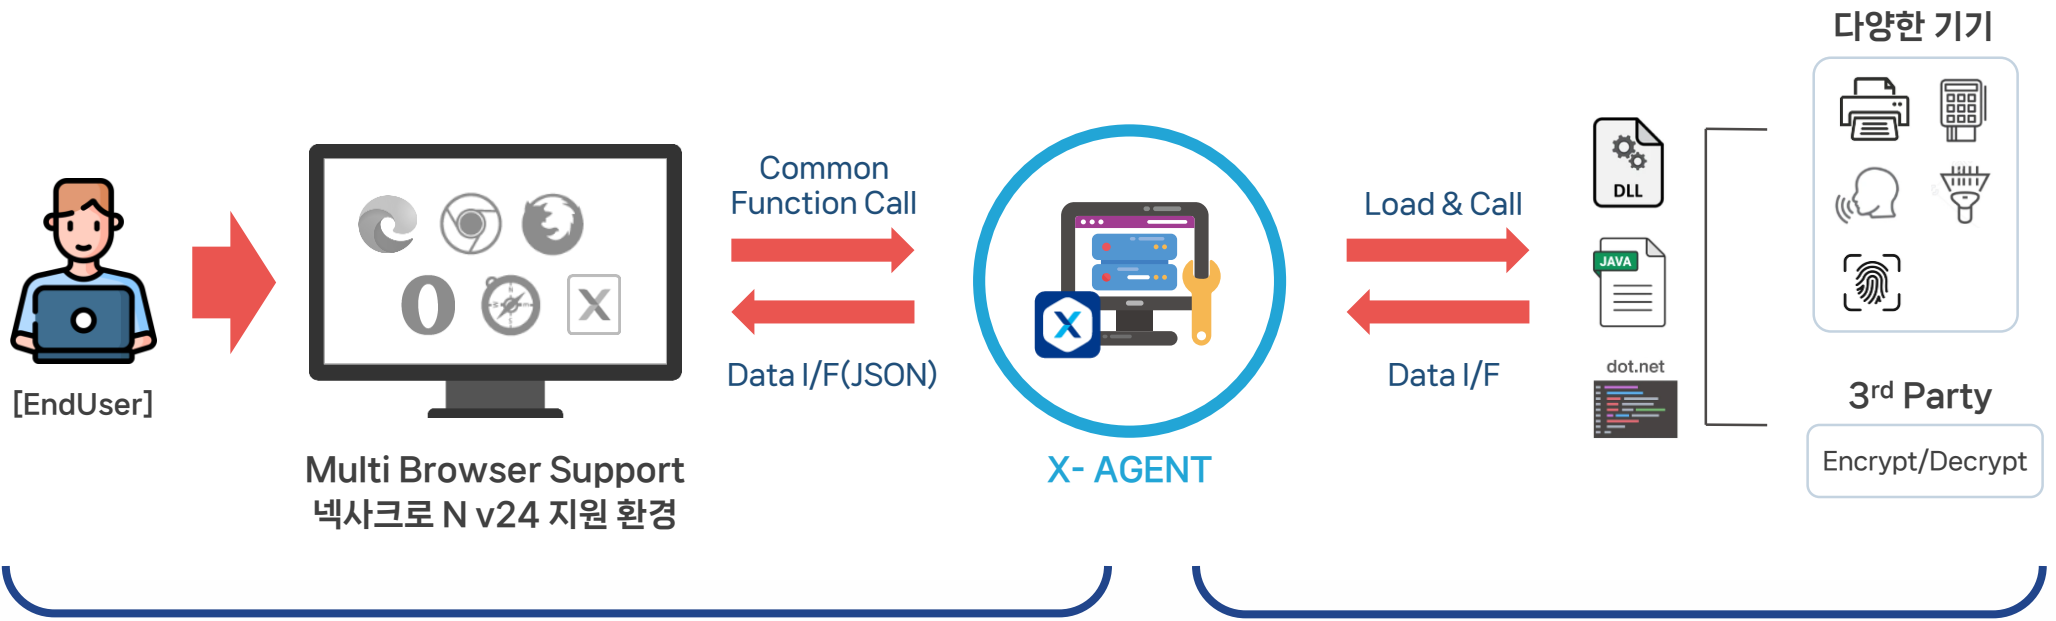 다양한 기기
Common
Function Call
Load & Call
DLL
JAVA
dot.net
Data I/F(JSON)
Data I/F
[EndUser]
3rd Party
Encrypt/Decrypt
Multi Browser Support
넥사크로 N v24 지원 환경
X- AGENT